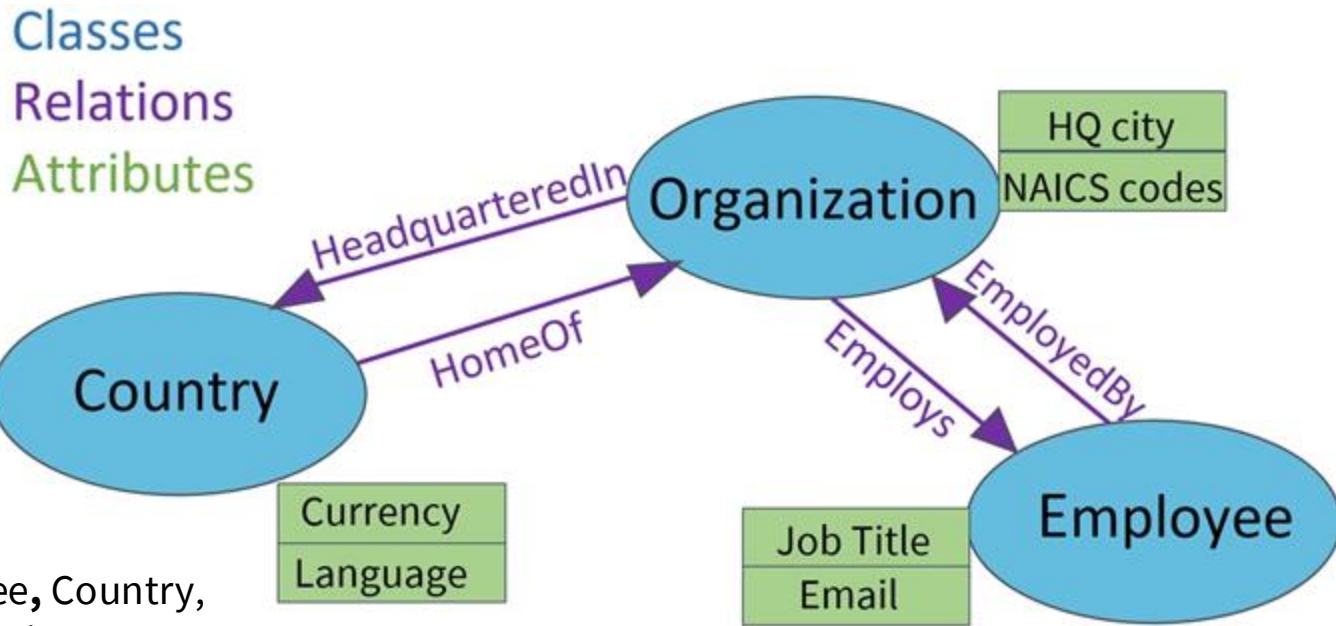 Classes
Relations
Attributes
HQ city
NAICS codes
Organization
HeadquarteredIn
HomeOf
EmployedBy
Employs
Country
Currency
Language
Job Title
Email
Employee
ee, Country,